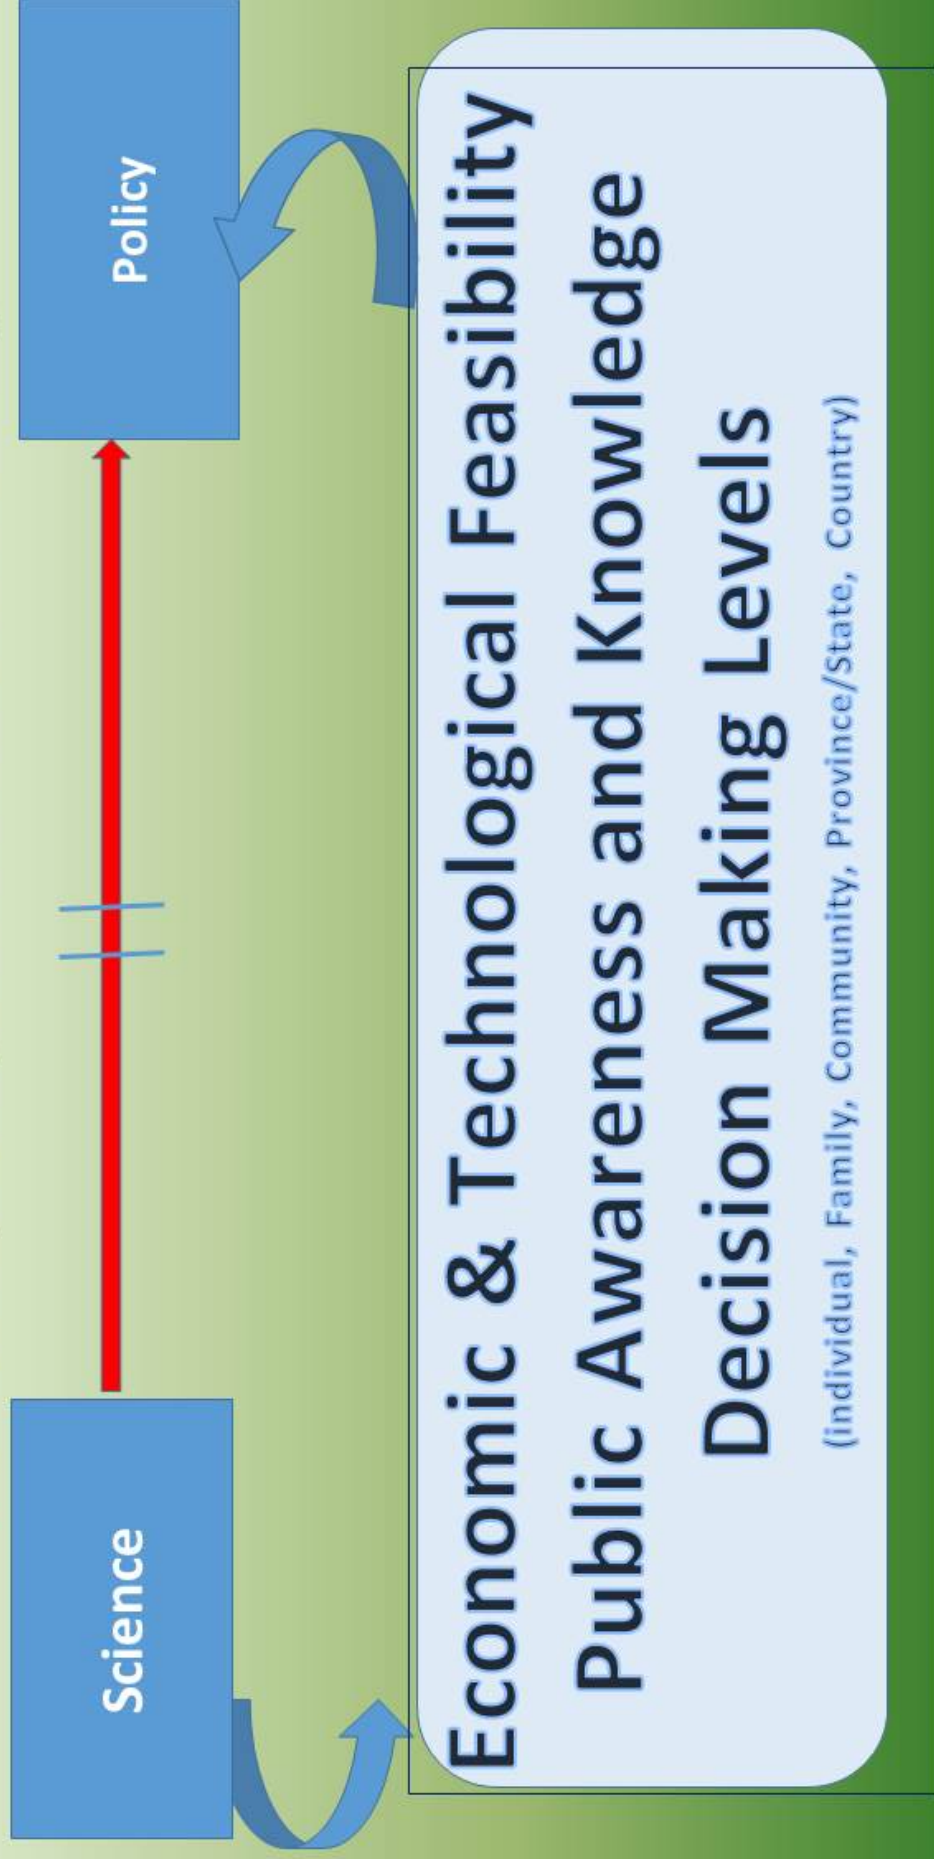 Science
Policy
Economic & Technological Feasibility
Public Awareness and Knowledge
Decision Making Levels
(individual, Family, Community, Province/State, Country)